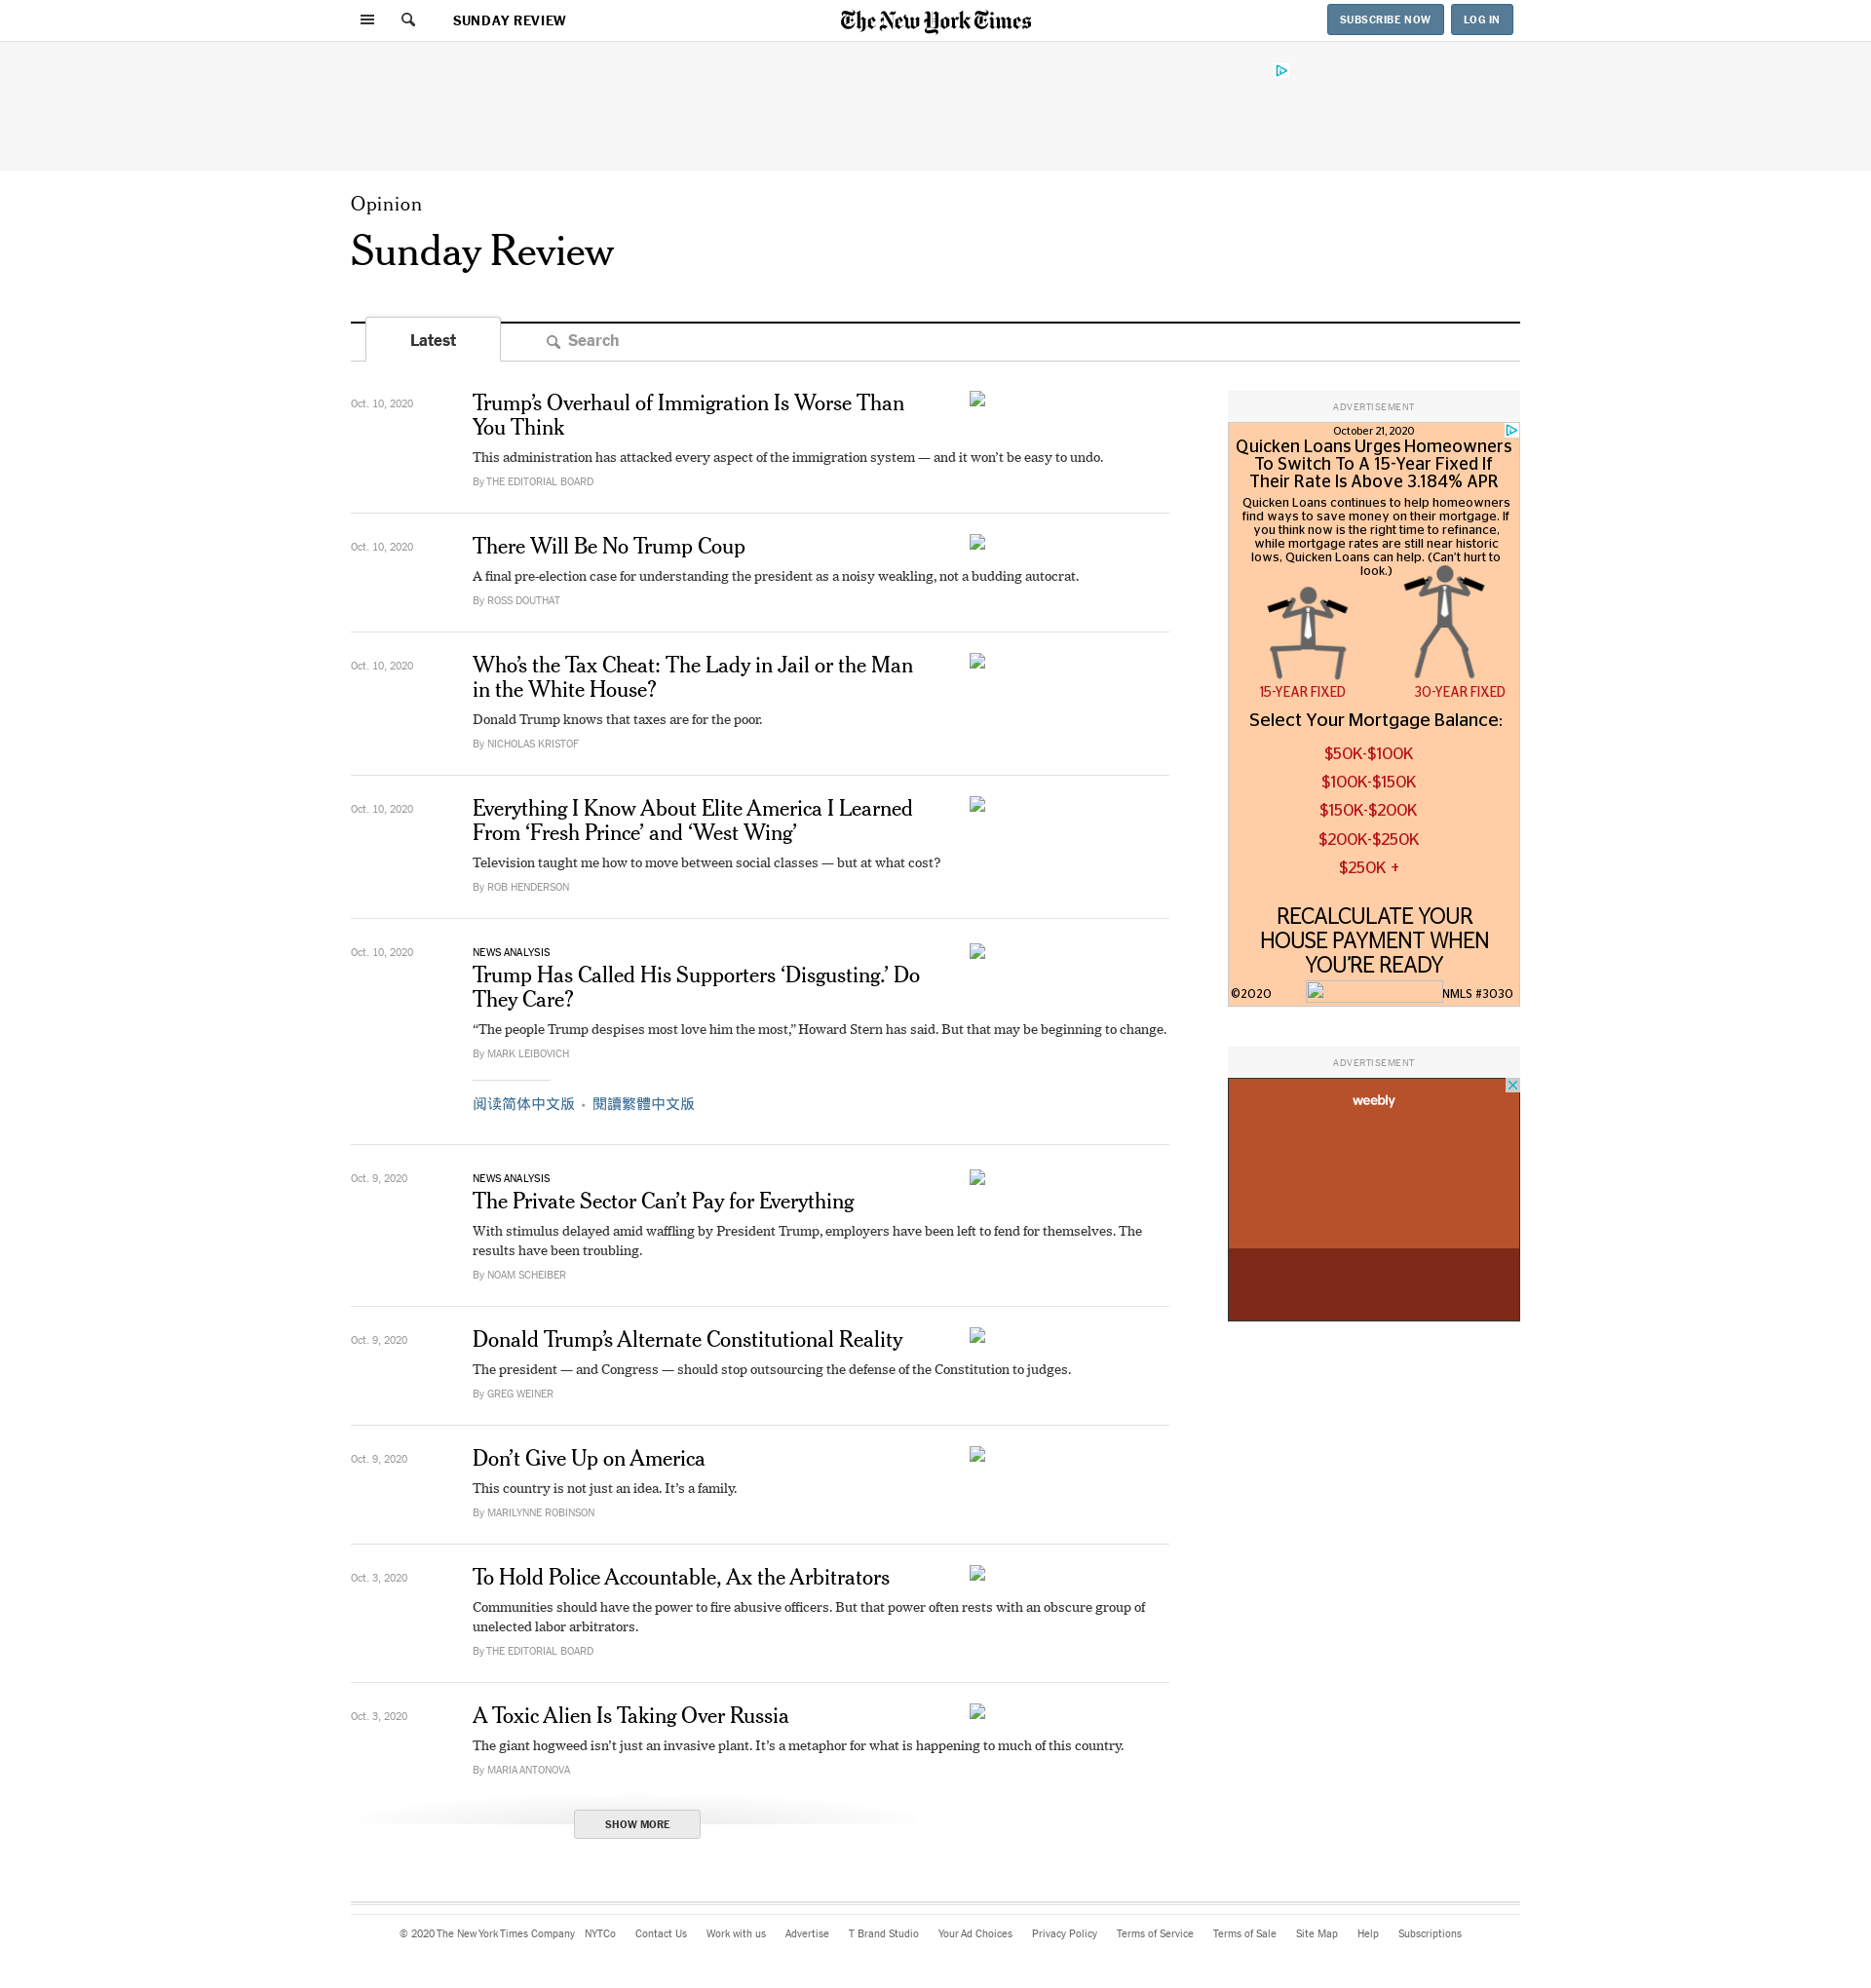 SUNDAY REVIEW
The New York Times
SUBSCRIBE NOW
LOG IN
Opinion
Sunday Review
Latest
Search
Oct. 10, 2020
Trump’s Overhaul of Immigration Is Worse Than
You Think
This administration has attacked every aspect of the immigration system — and it won’t be easy to undo.
By THE EDITORIAL BOARD
Oct. 10, 2020
There Will Be No Trump Coup
A final pre-election case for understanding the president as a noisy weakling, not a budding autocrat.
By ROSS DOUTHAT
Oct. 10, 2020
Who’s the Tax Cheat: The Lady in Jail or the Man
in the White House?
Donald Trump knows that taxes are for the poor.
By NICHOLAS KRISTOF
Oct. 10, 2020
Everything I Know About Elite America I Learned
From ‘Fresh Prince’ and ‘West Wing’
Television taught me how to move between social classes — but at what cost?
By ROB HENDERSON
Oct. 10, 2020
NEWS ANALYSIS
Trump Has Called His Supporters ‘Disgusting.’ Do
They Care?
“The people Trump despises most love him the most,” Howard Stern has said. But that may be beginning to change.
By MARK LEIBOVICH
阅读简体中文版 • 閱讀繁體中文版
Oct. 9, 2020
NEWS ANALYSIS
The Private Sector Can’t Pay for Everything
With stimulus delayed amid waffling by President Trump, employers have been left to fend for themselves. The
results have been troubling.
By NOAM SCHEIBER
Oct. 9, 2020
Donald Trump’s Alternate Constitutional Reality
The president — and Congress — should stop outsourcing the defense of the Constitution to judges.
By GREG WEINER
Oct. 9, 2020
Don’t Give Up on America
This country is not just an idea. It’s a family.
By MARILYNNE ROBINSON
Oct. 3, 2020
To Hold Police Accountable, Ax the Arbitrators
Communities should have the power to fire abusive officers. But that power often rests with an obscure group of
unelected labor arbitrators.
By THE EDITORIAL BOARD
Oct. 3, 2020
A Toxic Alien Is Taking Over Russia
The giant hogweed isn’t just an invasive plant. It’s a metaphor for what is happening to much of this country.
By MARIA ANTONOVA
SHOW MORE
ADVERTISEMENT
October 21, 2020
Quicken Loans Urges Homeowners
To Switch To A 15-Year Fixed If
Their Rate Is Above 3.184% APR
Quicken Loans continues to help homeowners
find ways to save money on their mortgage. If
you think now is the right time to refinance,
while mortgage rates are still near historic
lows, Quicken Loans can help. (Can't hurt to
look.)
15-YEAR FIXED
30-YEAR FIXED
Select Your Mortgage Balance:
$50K-$100K
$100K-$150K
$150K-$200K
$200K-$250K
$250K +
RECALCULATE YOUR
HOUSE PAYMENT WHEN
YOU'RE READY
©2020
NMLS #3030
ADVERTISEMENT
weebly
© 2020 The New York Times Company NYTCo Contact Us Work with us Advertise T Brand Studio Your Ad Choices Privacy Policy Terms of Service Terms of Sale Site Map Help Subscriptions